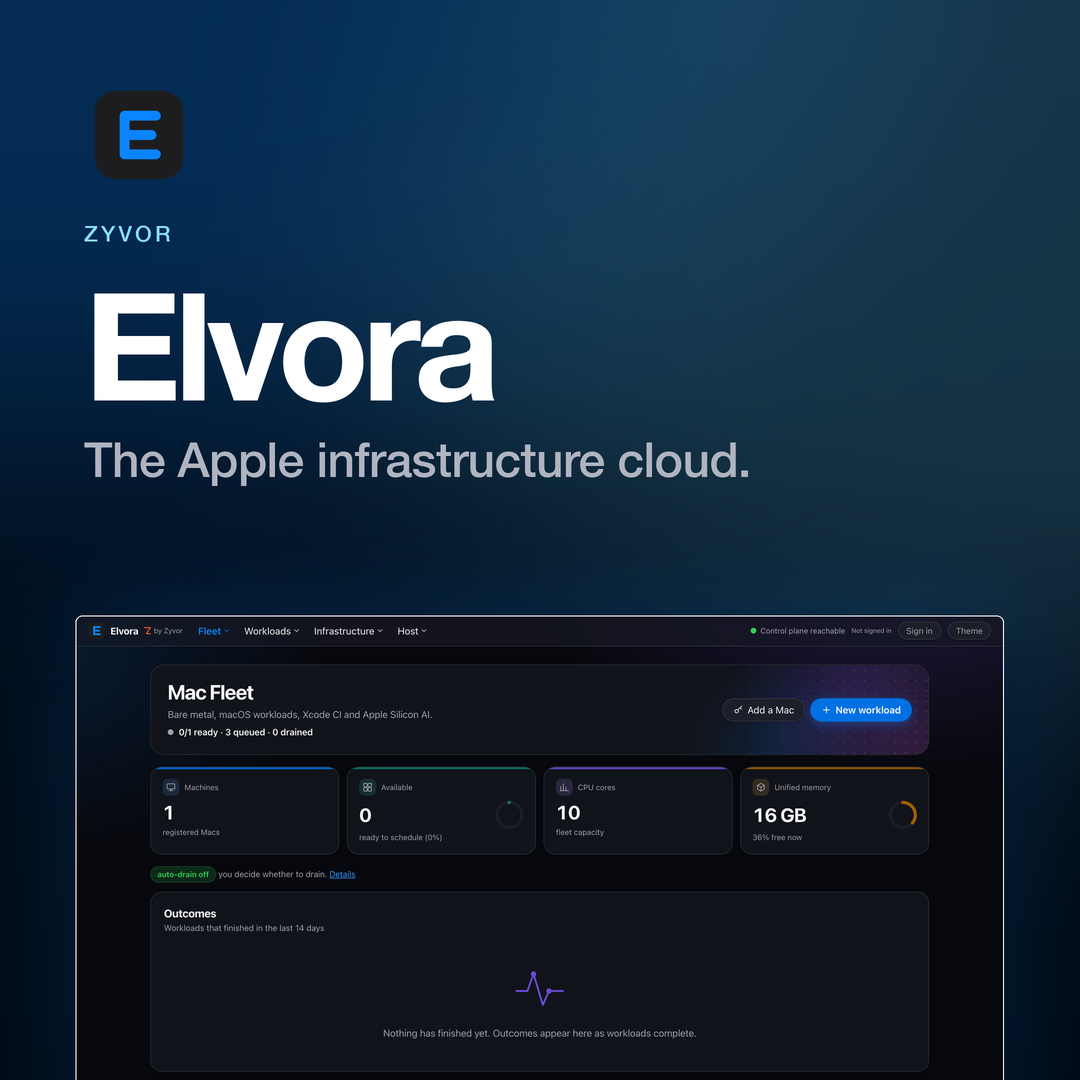 E
ZYVOR
Elvora
The Apple infrastructure cloud.
E Elvora Z by Zyvor Fleet Workloads Infrastructure Host Control plane reachable Not signed in Sign in Theme
Mac Fleet
Bare metal, macOS workloads, Xcode CI and Apple Silicon AI.
0/1 ready · 3 queued · 0 drained
Add a Mac + New workload
Machines
1
registered Macs
Available
0
ready to schedule (0%)
CPU cores
10
fleet capacity
Unified memory
16 GB
36% free now
auto-drain off you decide whether to drain. Details
Outcomes
Workloads that finished in the last 14 days
Nothing has finished yet. Outcomes appear here as workloads complete.